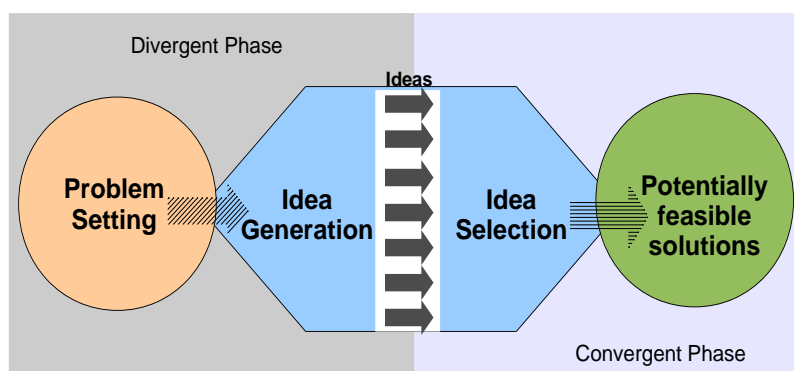 Divergent Phase
Ideas
Problem
Setting
Idea
Generation
Idea
Selection
Potentially
feasible
solutions
Convergent Phase